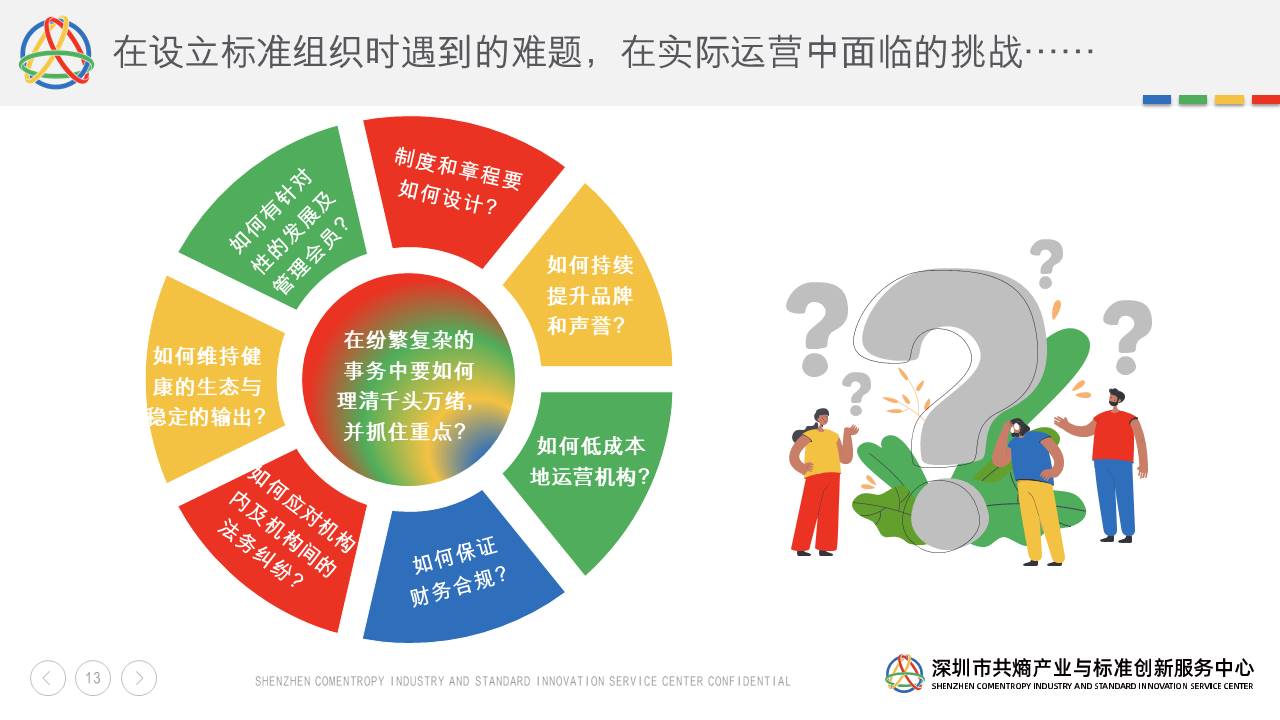 在设立标准组织时遇到的难题，在实际运营中面临的挑战……
制度和章程要
如何设计？
如何持续
提升品牌
和声誉？
如何低成本
地运营机构？
如何保证
财务合规？
如何应对机构
内及机构间的
法务纠纷？
如何维持健
康的生态与
稳定的输出？
如何有针对
性的发展及
管理会员？
在纷繁复杂的
事务中要如何
理清千头万绪，
并抓住重点？
13
SHENZHEN COMENTROPY INDUSTRY AND STANDARD INNOVATION SERVICE CENTER CONFIDENTIAL
深圳市共熵产业与标准创新服务中心
SHENZHEN COMENTROPY INDUSTRY AND STANDARD INNOVATION SERVICE CENTER